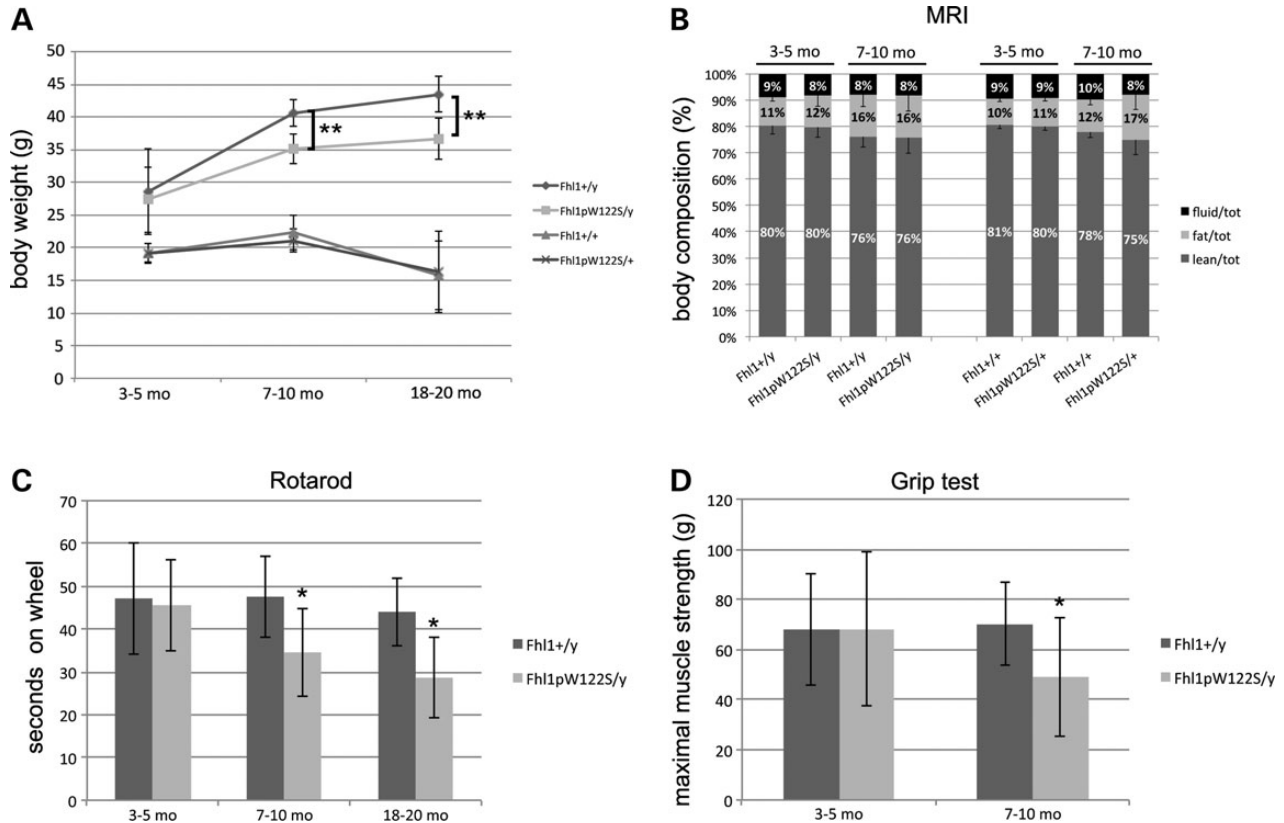 A
50
45
40
35
30
25
20
15
10
5
0
body weight (g)
**
**
3-5 mo
7-10 mo
18-20 mo
Fhl1+/y
Fhl1pW122S/y
Fhl1+/+
Fhl1pW122S/+
B
MRI
3-5 mo
7-10 mo
3-5 mo
7-10 mo
100%
90%
80%
70%
60%
50%
40%
30%
20%
10%
0%
body composition (%)
9% 8% 8% 8% 9% 9% 10% 8%
11% 12% 16% 16% 10% 11% 12% 17%
80% 80% 76% 76% 81% 80% 78% 75%
Fhl1+/y
Fhl1pW122S/y
Fhl1+/y
Fhl1pW122S/y
Fhl1+/+
Fhl1pW122S/+
Fhl1+/+
Fhl1pW122S/+
fluid/tot
fat/tot
lean/tot
C
Rotarod
70
60
50
40
30
20
10
0
seconds on wheel
*
*
3-5 mo
7-10 mo
18-20 mo
Fhl1+/y
Fhl1pW122S/y
D
Grip test
120
100
80
60
40
20
0
maximal muscle strength (g)
*
3-5 mo
7-10 mo
Fhl1+/y
Fhl1pW122S/y